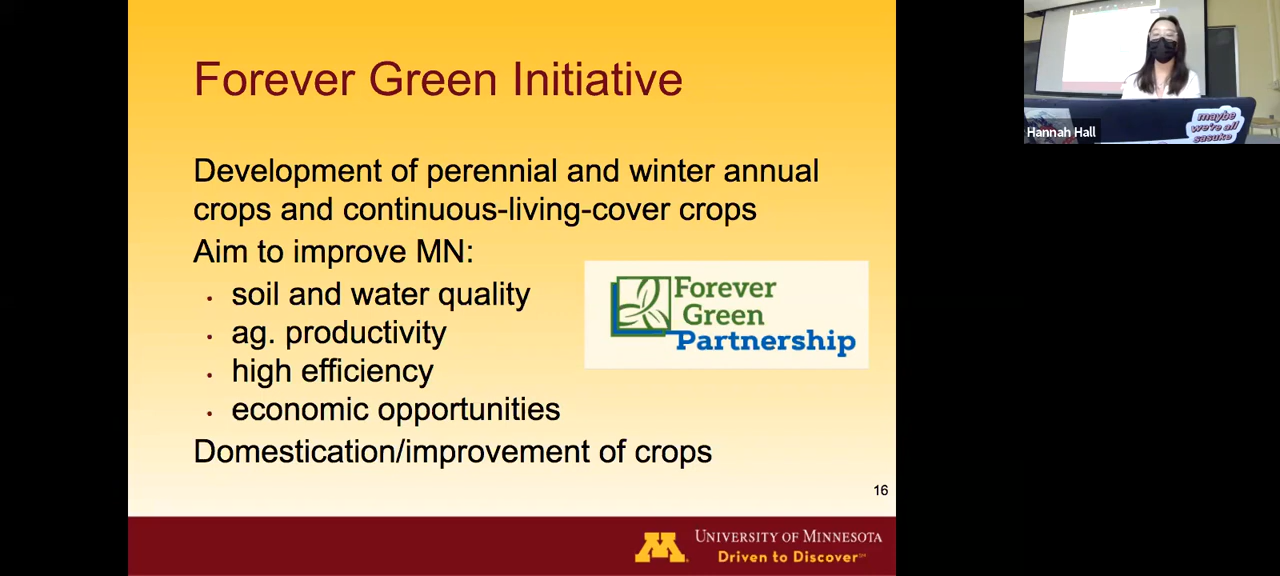 Forever Green Initiative
Development of perennial and winter annual
crops and continuous-living-cover crops
Aim to improve MN:
• soil and water quality
• ag. productivity
• high efficiency
• economic opportunities
Domestication/improvement of crops
Forever
Green
Partnership
16
M
UNIVERSITY OF MINNESOTA
Driven to Discover℠
Hannah Hall
maybe
we're all
sasuke